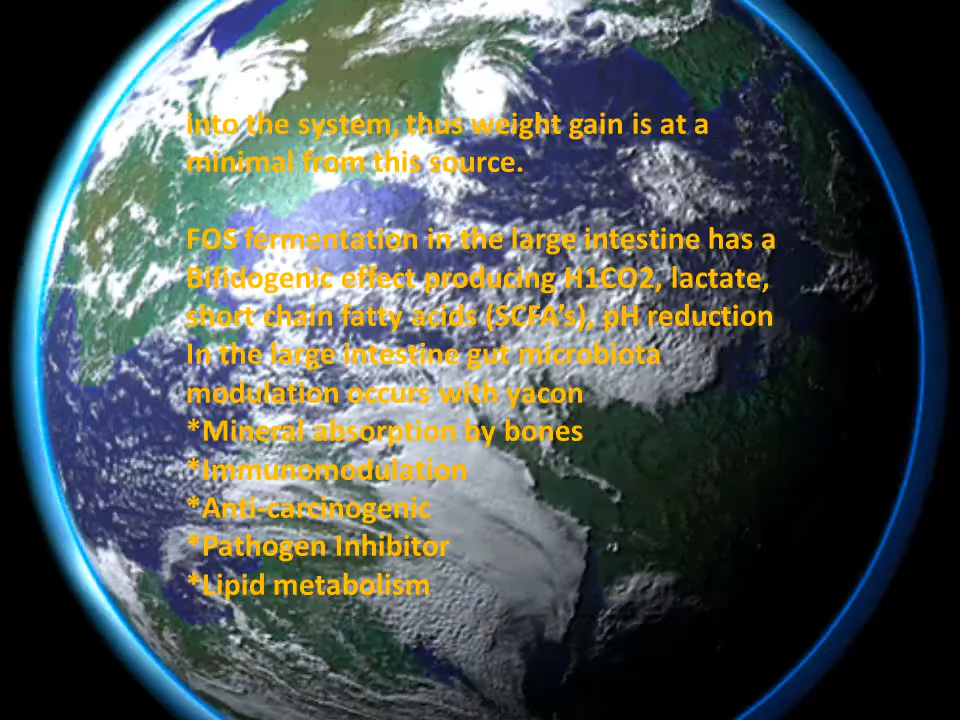 into the system, thus weight gain is at a
minimal from this source.
FOS fermentation in the large intestine has a
Bifidogenic effect producing H1CO2, lactate,
short chain fatty acids (SCFA’s), pH reduction
In the large intestine gut microbiota
modulation occurs with yacon
*Mineral absorption by bones
*Immunomodulation
*Anti-carcinogenic
*Pathogen Inhibitor
*Lipid metabolism